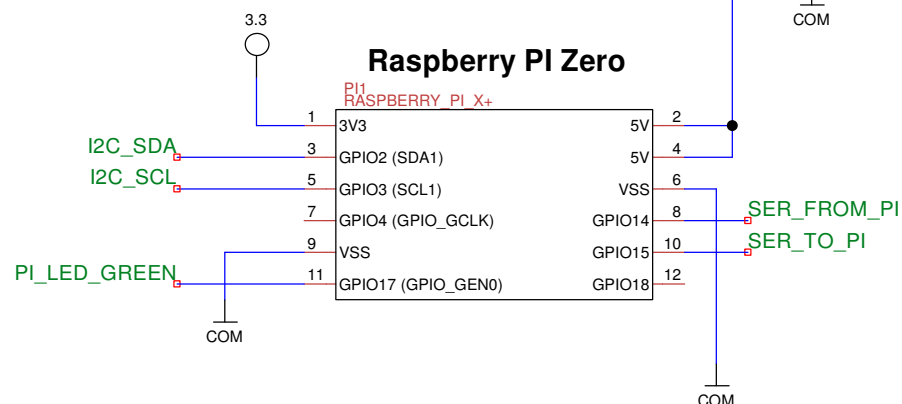 3.3
COM
Raspberry PI Zero
PI1
RASPBERRY_PI_X+
1 3V3 5V 2
I2C_SDA 3 GPIO2 (SDA1) 5V 4
I2C_SCL 5 GPIO3 (SCL1) VSS 6
7 GPIO4 (GPIO_GCLK) GPIO14 8 SER_FROM_PI
9 VSS GPIO15 10 SER_TO_PI
PI_LED_GREEN 11 GPIO17 (GPIO_GEN0) GPIO18 12
COM
COM